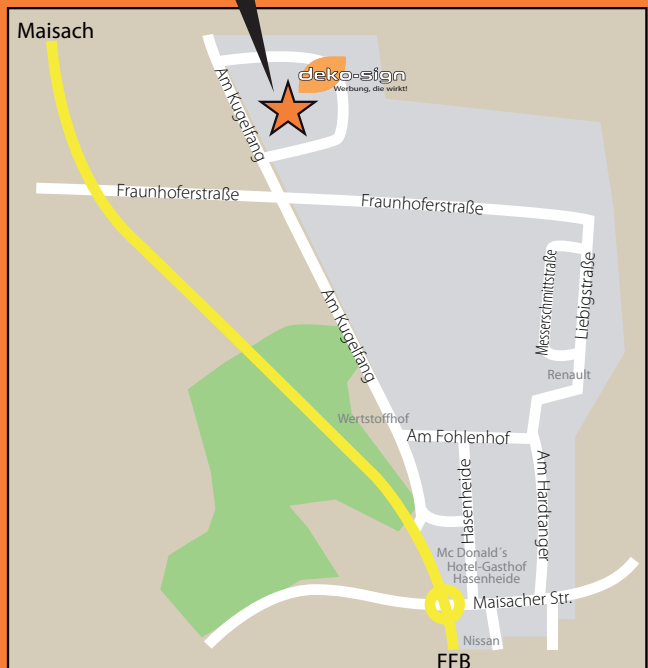 Maisach
deko-sign
Werbung, die wirkt!
Am Kugelfang
Fraunhoferstraße
Fraunhoferstraße
Messerschmittstraße
Liebigstraße
Am Kugelfang
Renault
Wertstoffhof
Am Fohlenhof
Hasenheide
Am Hardtanger
Mc Donald´s
Hotel-Gasthof
Hasenheide
Maisacher Str.
Nissan
FFB